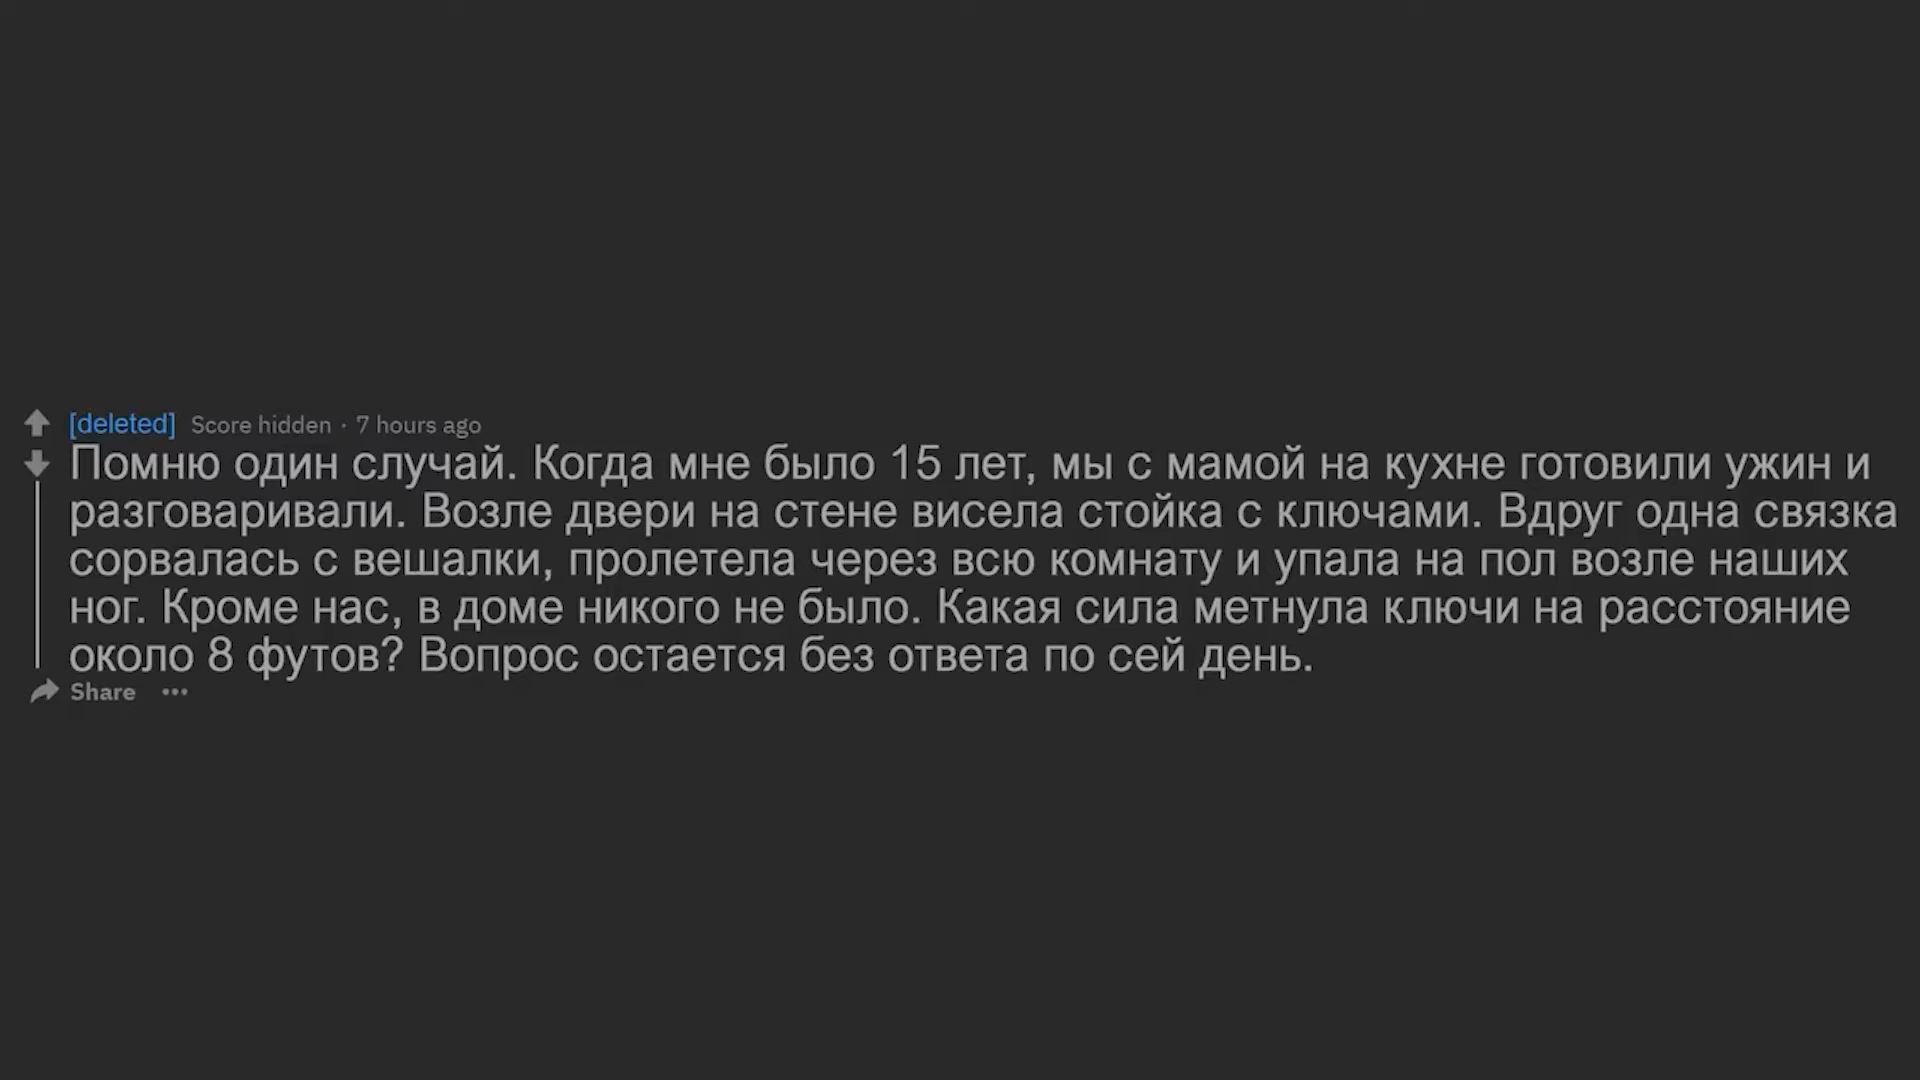 [deleted] Score hidden · 7 hours ago
Помню один случай. Когда мне было 15 лет, мы с мамой на кухне готовили ужин и
разговаривали. Возле двери на стене висела стойка с ключами. Вдруг одна связка
сорвалась с вешалки, пролетела через всю комнату и упала на пол возле наших
ног. Кроме нас, в доме никого не было. Какая сила метнула ключи на расстояние
около 8 футов? Вопрос остается без ответа по сей день.
Share ···